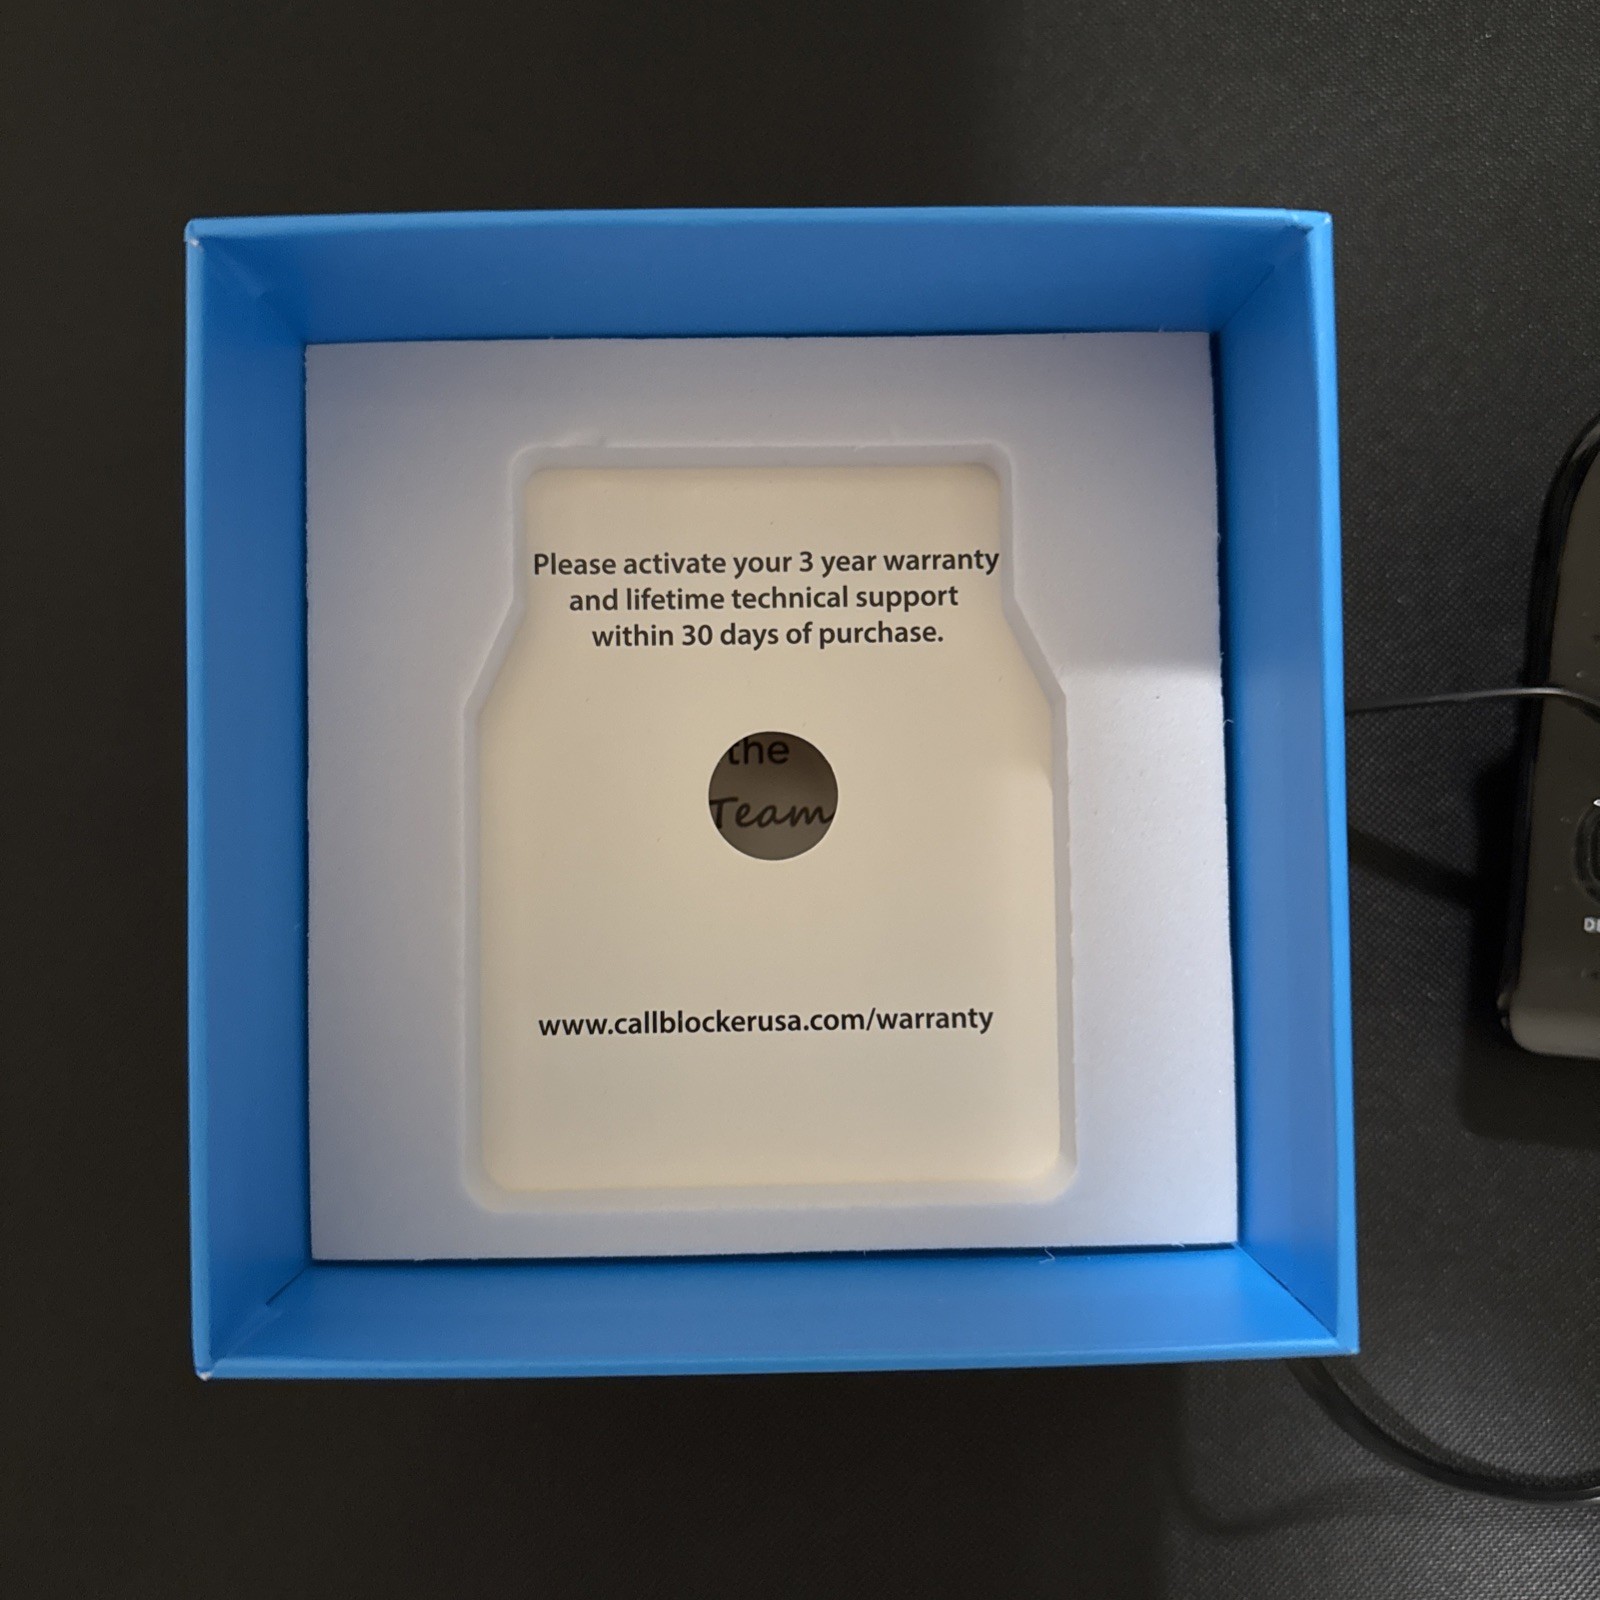 Please activate your 3 year warranty
and lifetime technical support
within 30 days of purchase.
the
Team
www.callblockerusa.com/warranty